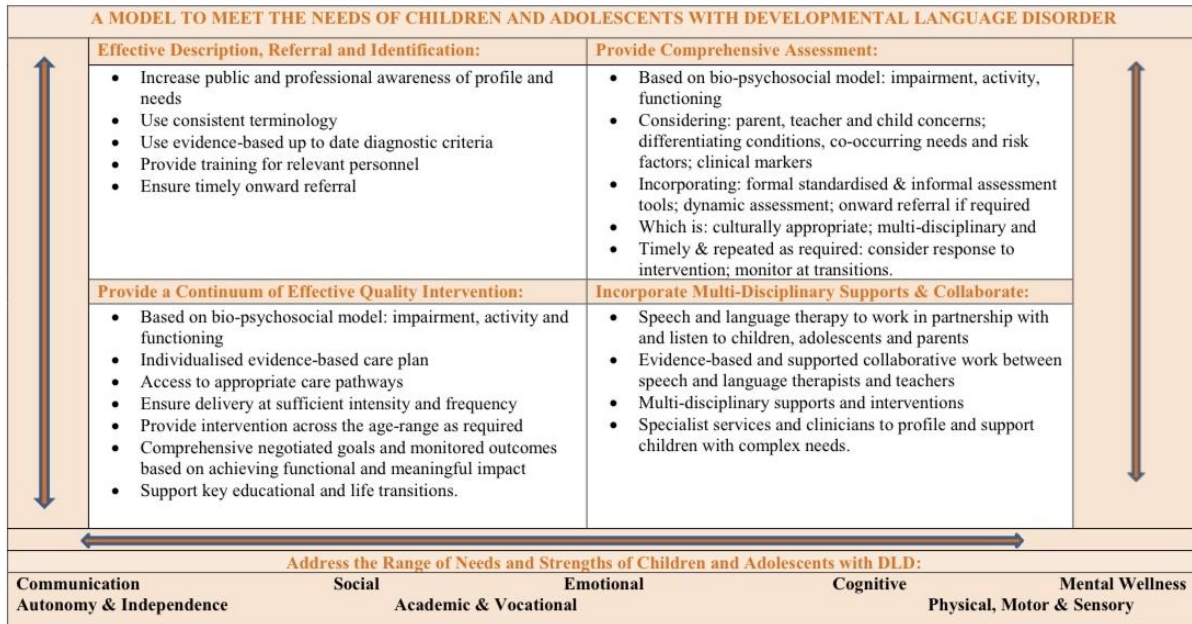 A MODEL TO MEET THE NEEDS OF CHILDREN AND ADOLESCENTS WITH DEVELOPMENTAL LANGUAGE DISORDER
Effective Description, Referral and Identification:
• Increase public and professional awareness of profile and
needs
• Use consistent terminology
• Use evidence-based up to date diagnostic criteria
• Provide training for relevant personnel
• Ensure timely onward referral
Provide Comprehensive Assessment:
• Based on bio-psychosocial model: impairment, activity,
functioning
• Considering: parent, teacher and child concerns;
differentiating conditions, co-occurring needs and risk
factors; clinical markers
• Incorporating: formal standardised & informal assessment
tools; dynamic assessment; onward referral if required
• Which is: culturally appropriate; multi-disciplinary and
• Timely & repeated as required: consider response to
intervention; monitor at transitions.
Provide a Continuum of Effective Quality Intervention:
• Based on bio-psychosocial model: impairment, activity and
functioning
• Individualised evidence-based care plan
• Access to appropriate care pathways
• Ensure delivery at sufficient intensity and frequency
• Provide intervention across the age-range as required
• Comprehensive negotiated goals and monitored outcomes
based on achieving functional and meaningful impact
• Support key educational and life transitions.
Incorporate Multi-Disciplinary Supports & Collaborate:
• Speech and language therapy to work in partnership with
and listen to children, adolescents and parents
• Evidence-based and supported collaborative work between
speech and language therapists and teachers
• Multi-disciplinary supports and interventions
• Specialist services and clinicians to profile and support
children with complex needs.
Address the Range of Needs and Strengths of Children and Adolescents with DLD:
Communication Social Emotional Cognitive Mental Wellness
Autonomy & Independence Academic & Vocational Physical, Motor & Sensory